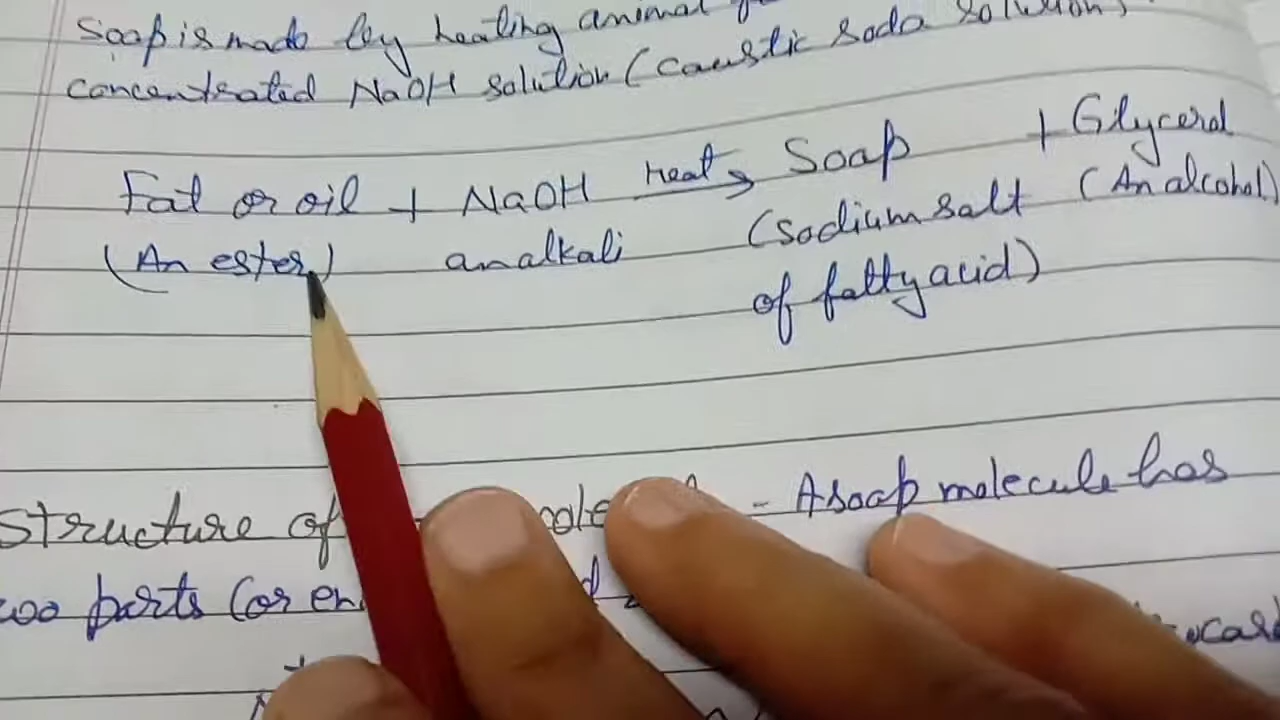 Soap is made by heating animal
concentrated NaOH solution (caustic soda solution)
Fat or oil + NaOH heat → Soap + Glycerol
(An ester) an alkali (sodium salt (An alcohol)
of fatty acid)
Structure of - A soap molecule has
two parts (or